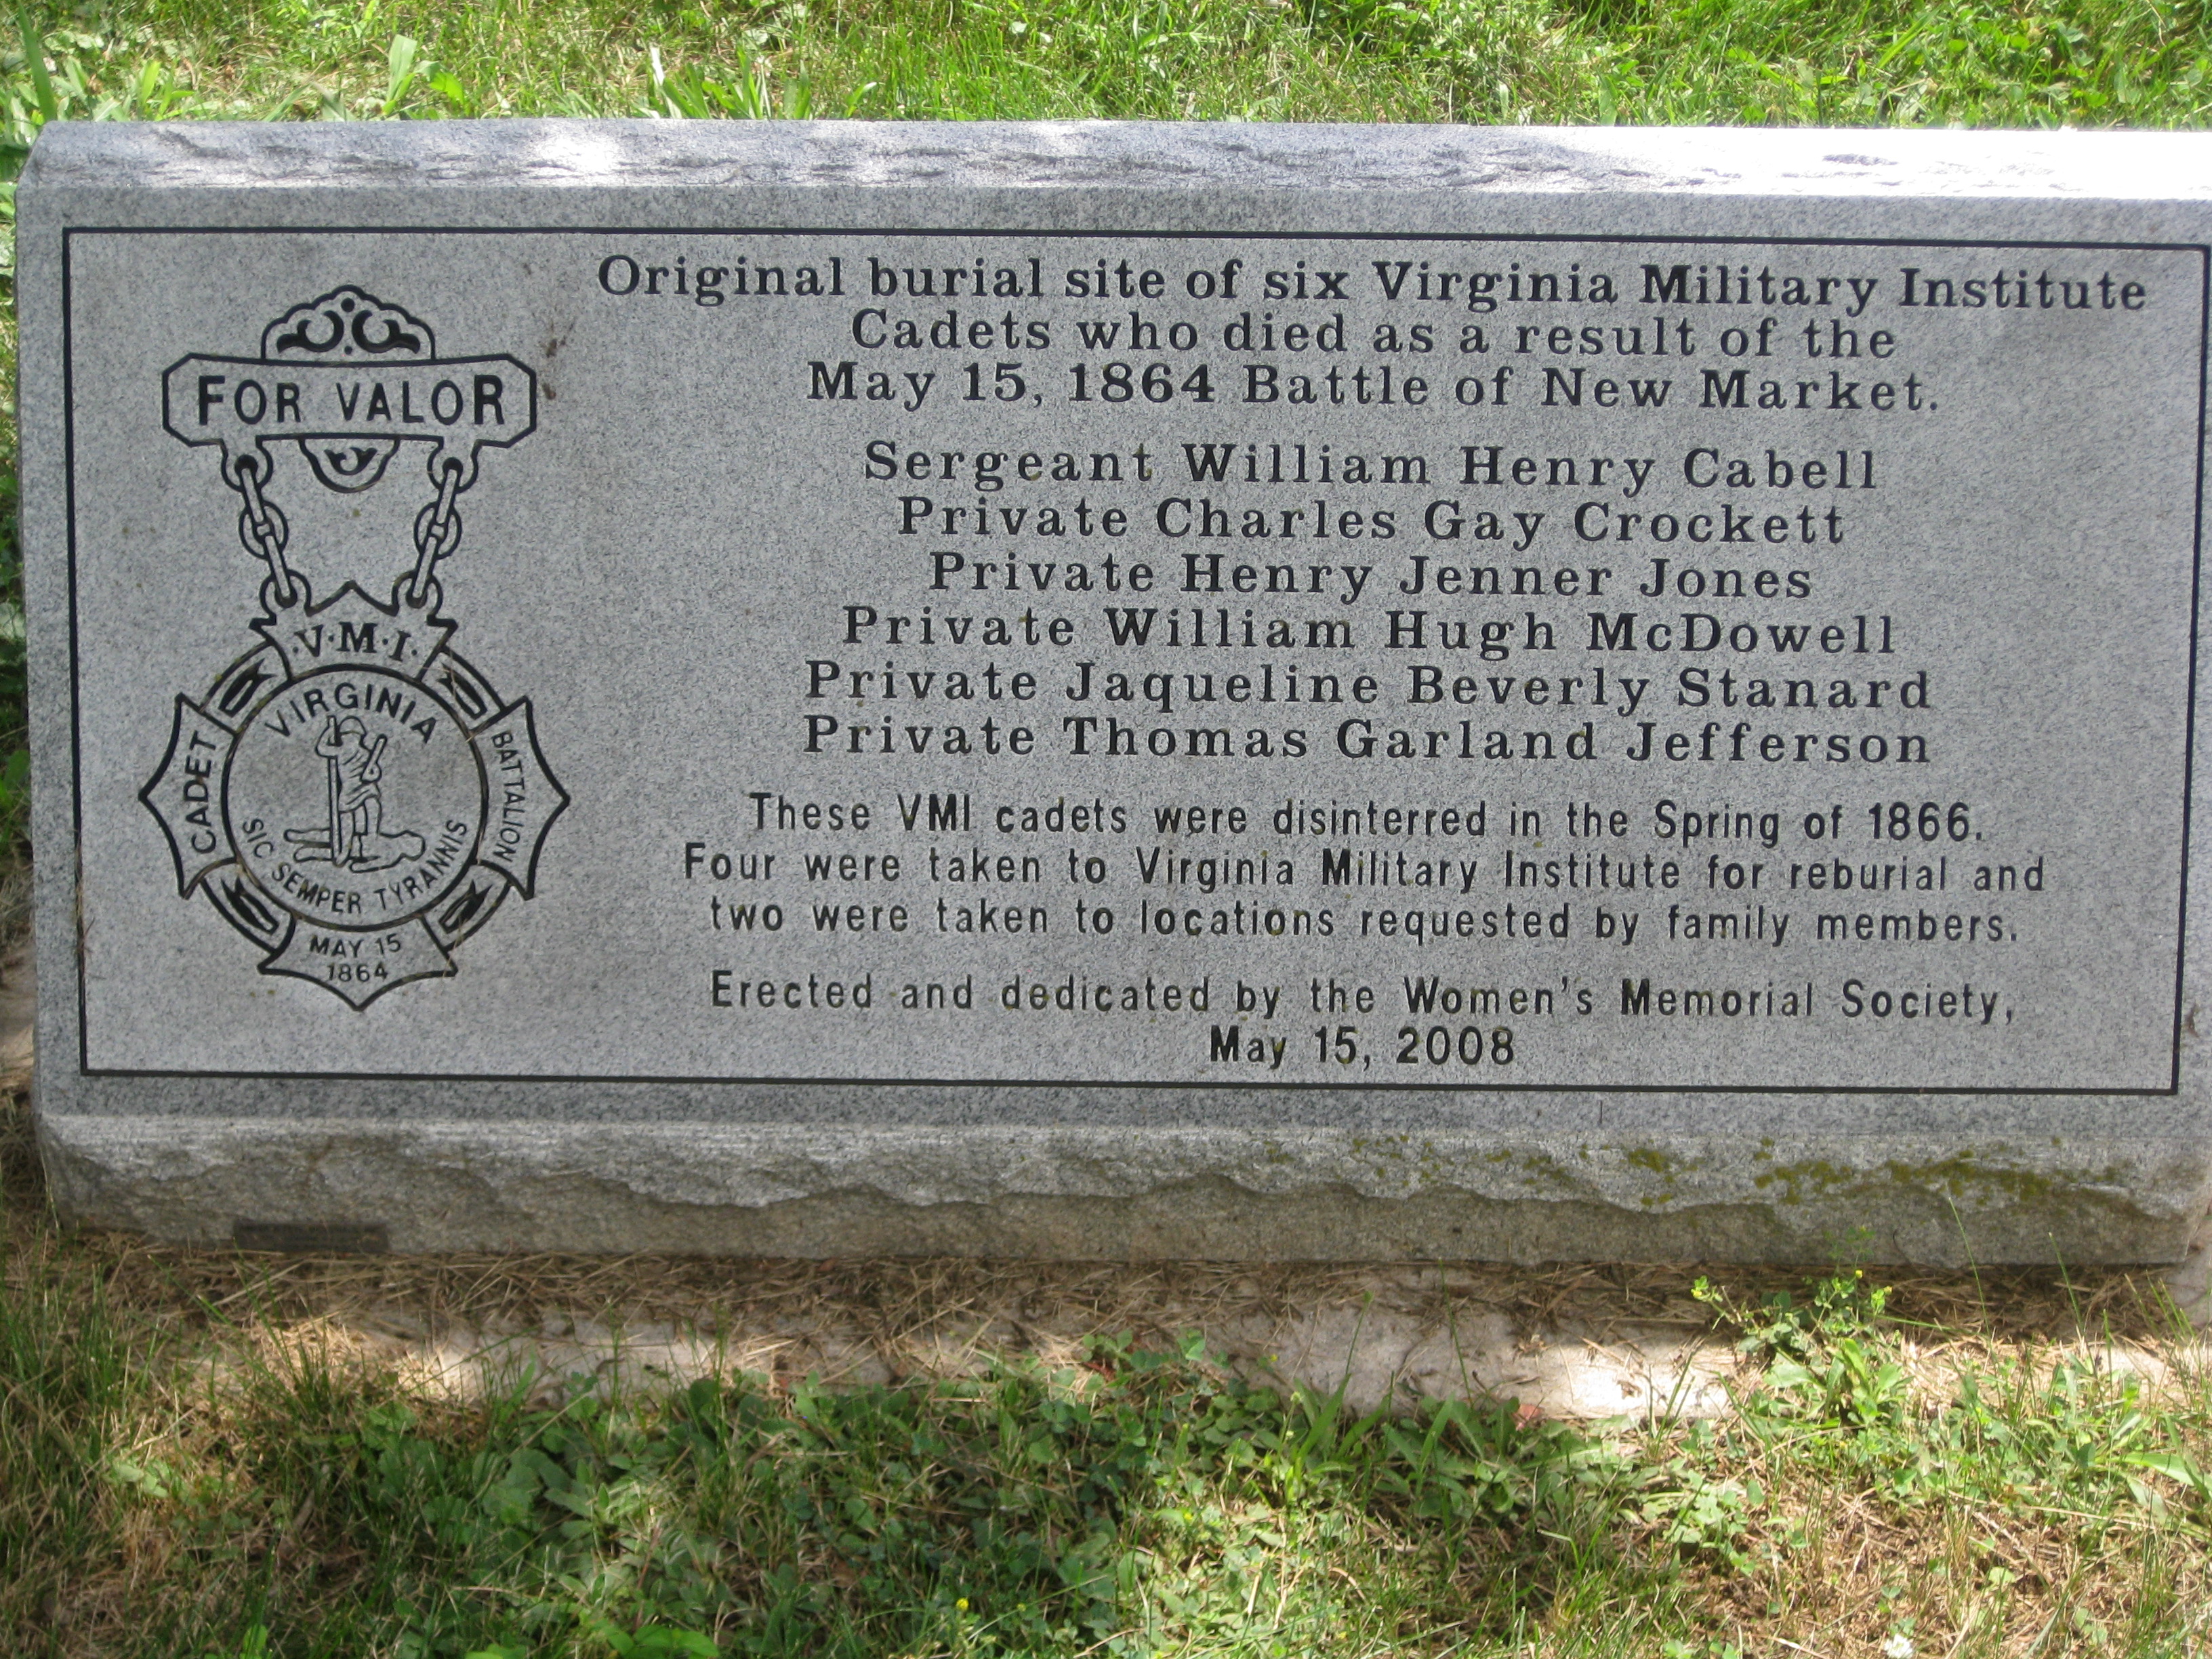 FOR VALOR
V·M·I·
CADET
BATTALION
VIRGINIA
SIC SEMPER TYRANNIS
MAY 15
1864
Original burial site of six Virginia Military Institute
Cadets who died as a result of the
May 15, 1864 Battle of New Market.
Sergeant William Henry Cabell
Private Charles Gay Crockett
Private Henry Jenner Jones
Private William Hugh McDowell
Private Jaqueline Beverly Stanard
Private Thomas Garland Jefferson
These VMI cadets were disinterred in the Spring of 1866.
Four were taken to Virginia Military Institute for reburial and
two were taken to locations requested by family members.
Erected and dedicated by the Women's Memorial Society,
May 15, 2008